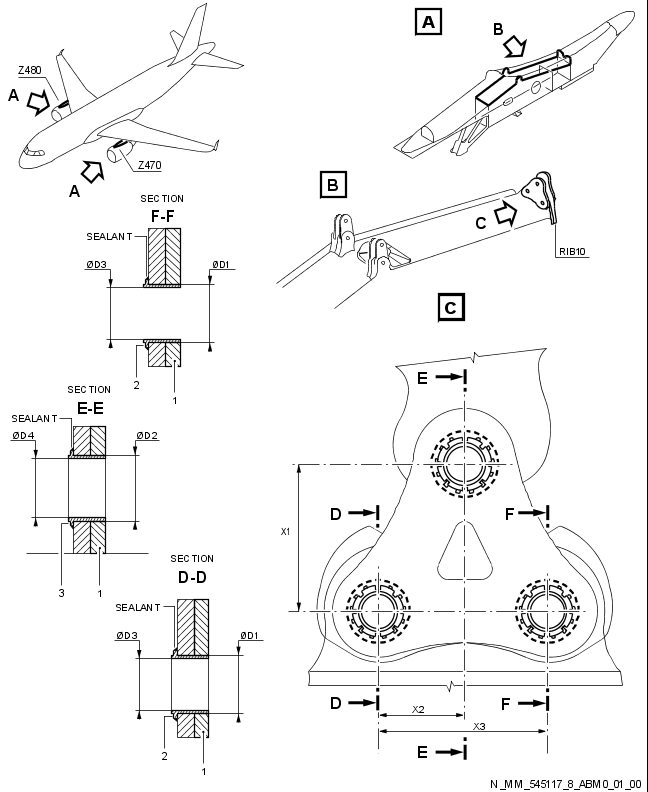 A
B
Z480
A
Z470
A
B
C
RIB10
SECTION
F-F
SEALANT
ØD3
ØD1
2
1
C
SECTION
E-E
SEALANT
ØD4
ØD2
3
1
SECTION
D-D
SEALANT
ØD3
ØD1
2
1
E
D
F
X1
D
F
X2
X3
E
N_MM_545117_8_ABM0_01_00